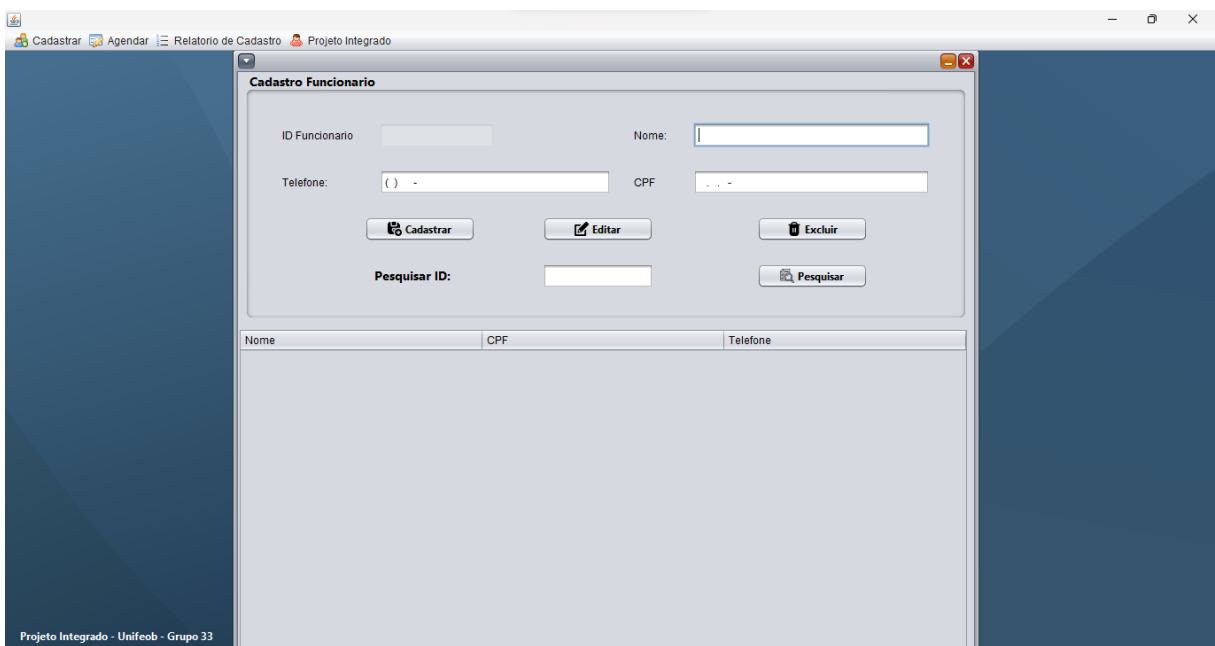 Cadastrar Agendar Relatorio de Cadastro Projeto Integrado
Cadastro Funcionario
ID Funcionario Nome:
Telefone: ( ) - CPF . . -
Cadastrar Editar Excluir
Pesquisar ID: Pesquisar
Nome CPF Telefone
Projeto Integrado - Unifeob - Grupo 33